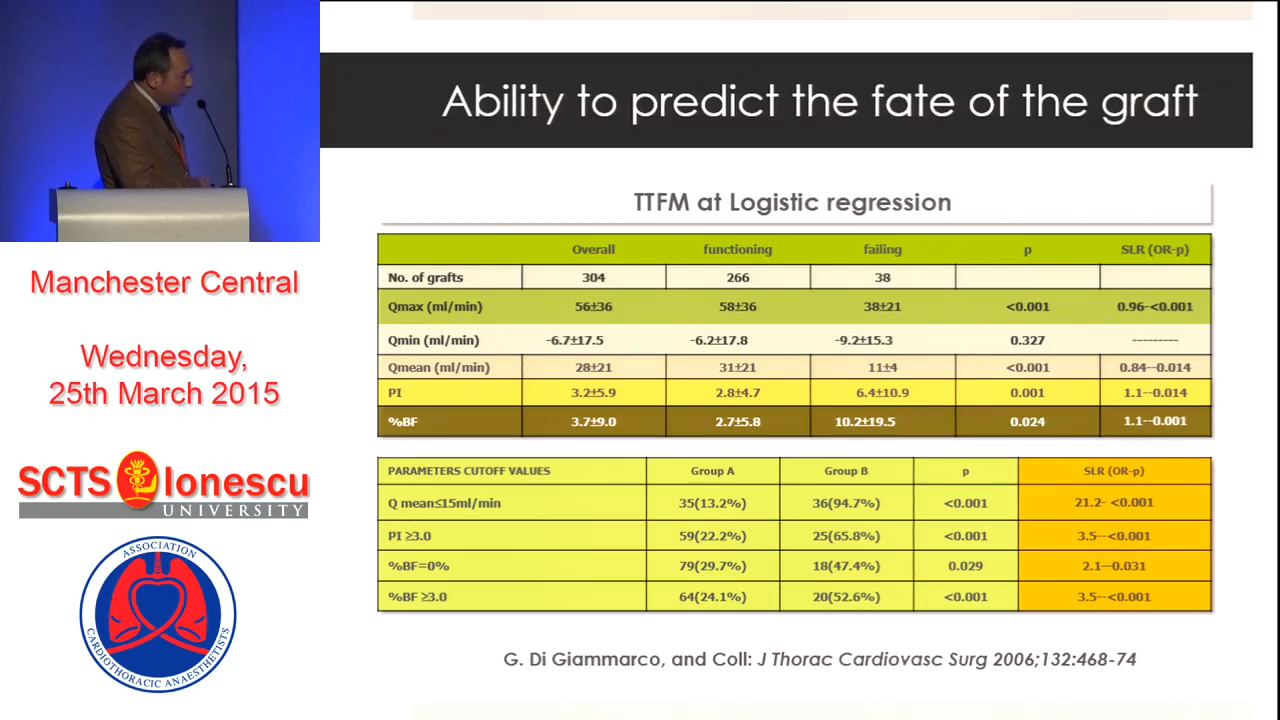 Ability to predict the fate of the graft
TTFM at Logistic regression
Overall functioning failing p SLR (OR-p)
No. of grafts 304 266 38
Qmax (ml/min) 56±36 58±36 38±21 <0.001 0.96-<0.001
Qmin (ml/min) -6.7±17.5 -6.2±17.8 -9.2±15.3 0.327 ---------
Qmean (ml/min) 28±21 31±21 11±4 <0.001 0.84--0.014
PI 3.2±5.9 2.8±4.7 6.4±10.9 0.001 1.1--0.014
%BF 3.7±9.0 2.7±5.8 10.2±19.5 0.024 1.1--0.001
PARAMETERS CUTOFF VALUES Group A Group B p SLR (OR-p)
Q mean≤15ml/min 35(13.2%) 36(94.7%) <0.001 21.2- <0.001
PI ≥3.0 59(22.2%) 25(65.8%) <0.001 3.5--<0.001
%BF=0% 79(29.7%) 18(47.4%) 0.029 2.1--0.031
%BF ≥3.0 64(24.1%) 20(52.6%) <0.001 3.5--<0.001
G. Di Giammarco, and Coll: J Thorac Cardiovasc Surg 2006;132:468-74
Manchester Central
Wednesday,
25th March 2015
SCTS Ionescu
UNIVERSITY
ASSOCIATION
CARDIOTHORACIC ANAESTHETISTS